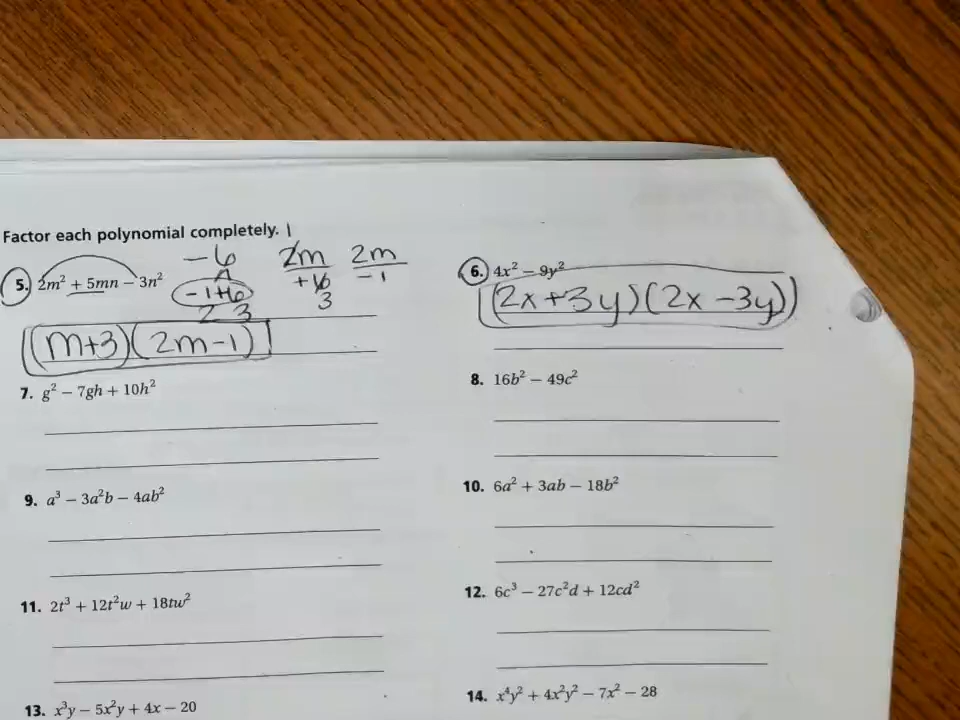 Factor each polynomial completely.
5. 2m² + 5mn − 3n²
−6
−1+6
2 3
2m
+6
3
2m
−1
(m+3)(2m−1)
6. 4x² − 9y²
(2x+3y)(2x−3y)
7. g² − 7gh + 10h²
8. 16b² − 49c²
9. a³ − 3a²b − 4ab²
10. 6a² + 3ab − 18b²
11. 2t³ + 12t²w + 18tw²
12. 6c³ − 27c²d + 12cd²
13. x³y − 5x²y + 4x − 20
14. x⁴y² + 4x²y² − 7x² − 28